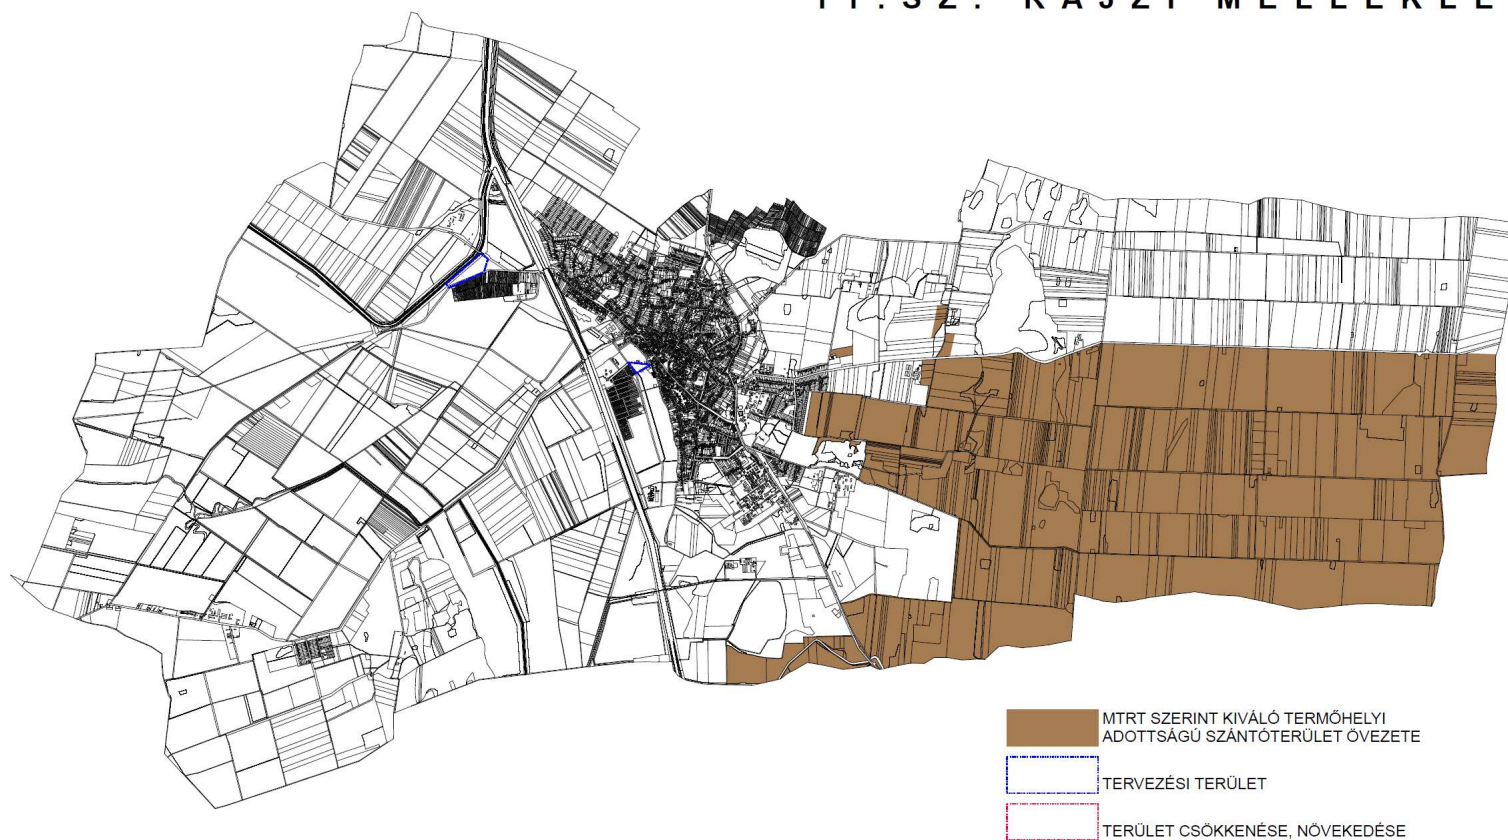 MTRT SZERINT KIVÁLÓ TERMŐHELYI
ADOTTSÁGÚ SZÁNTÓTERÜLET ÖVEZETE
TERVEZÉSI TERÜLET
TERÜLET CSÖKKENÉSE, NÖVEKEDÉSE